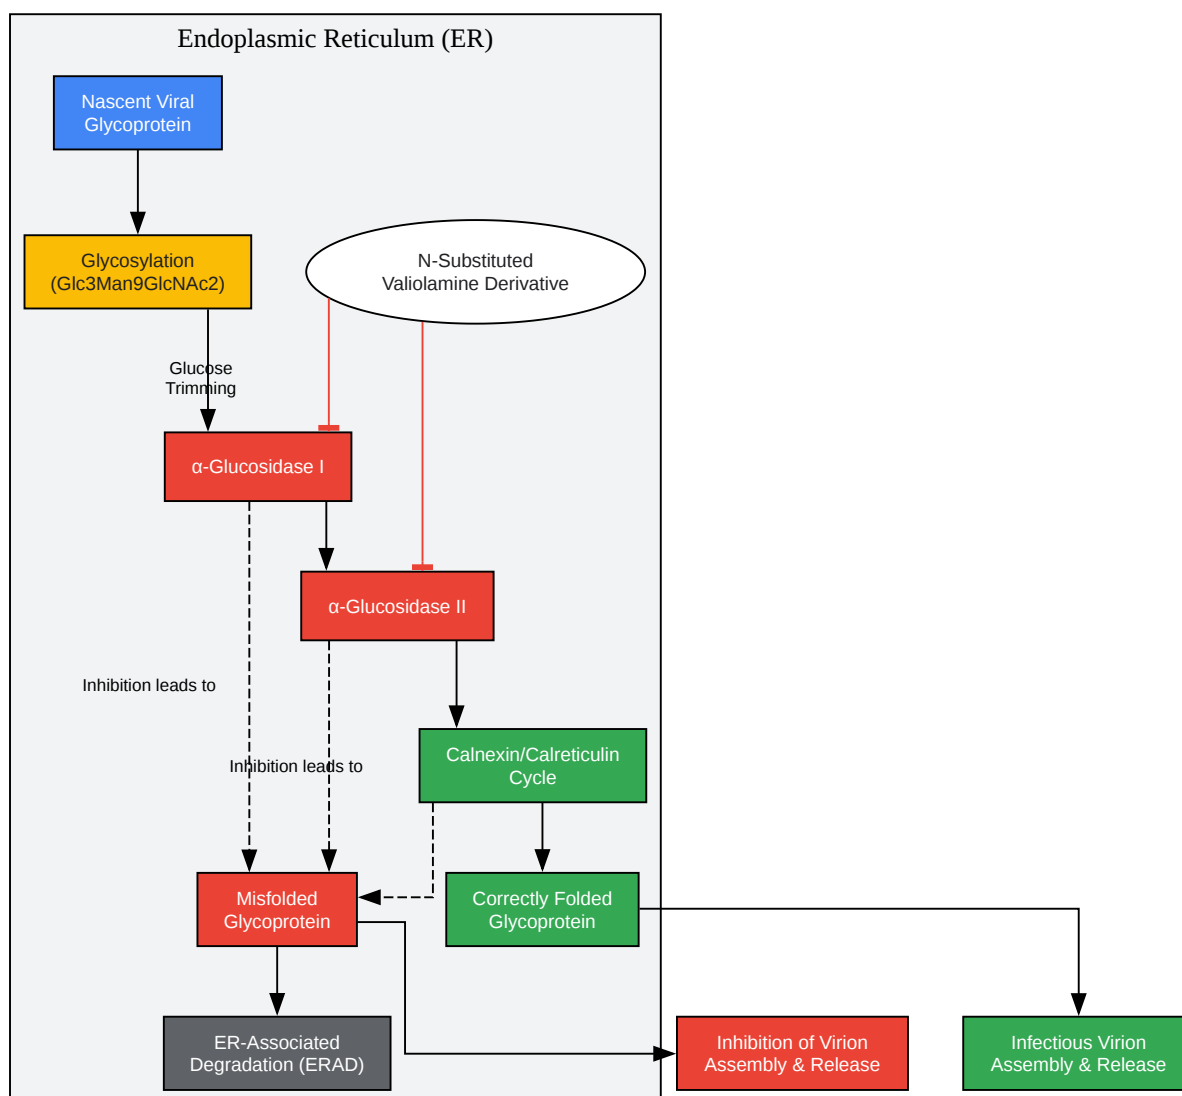 Endoplasmic Reticulum (ER)
Nascent Viral
Glycoprotein
Glycosylation
(Glc3Man9GlcNAc2)
N-Substituted
Valiolamine Derivative
Glucose
Trimming
α-Glucosidase I
α-Glucosidase II
Inhibition leads to
Calnexin/Calreticulin
Cycle
Inhibition leads to
Misfolded
Glycoprotein
Correctly Folded
Glycoprotein
ER-Associated
Degradation (ERAD)
Inhibition of Virion
Assembly & Release
Infectious Virion
Assembly & Release